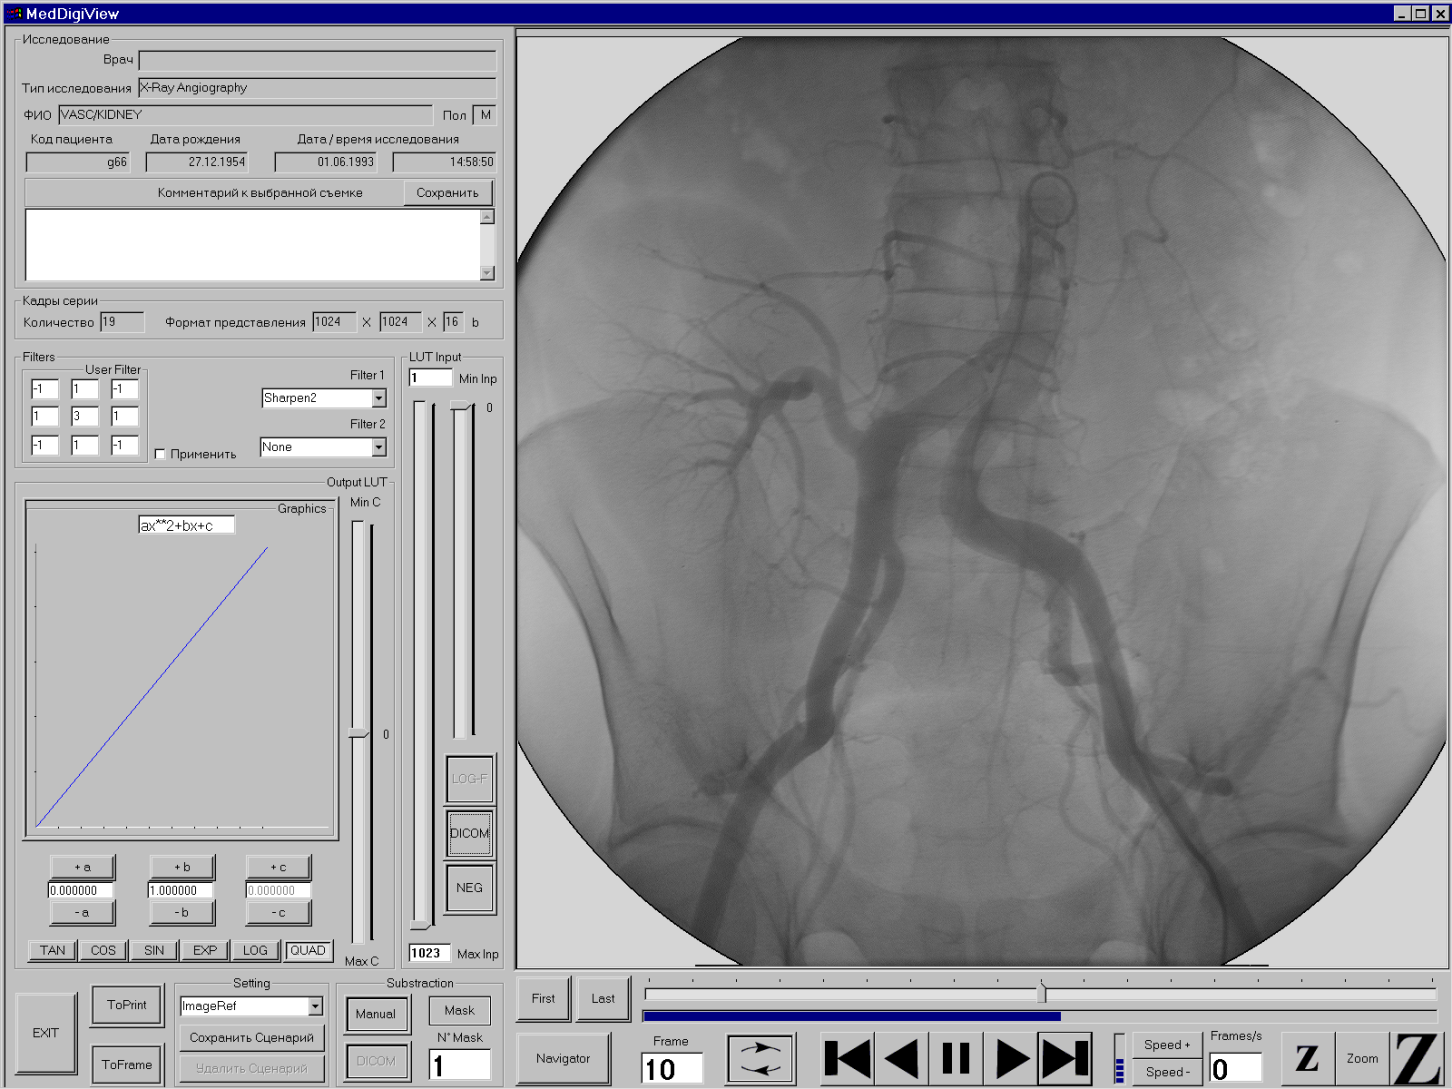 MedDigiView
Исследование
Врач
Тип исследования X-Ray Angiography
ФИО VASC/KIDNEY Пол M
Код пациента Дата рождения Дата / время исследования
g66 27.12.1954 01.06.1993 14:58:50
Комментарий к выбранной съемке Сохранить
Кадры серии
Количество 19 Формат представления 1024 X 1024 X 16 b
Filters
User Filter
-1 1 -1
1 3 1
-1 1 -1
Применить
Filter 1
Sharpen2
Filter 2
None
LUT Input
1 Min Inp
0
Output LUT
Min C
Graphics
ax**2+bx+c
0
Max C
LOG-F
DICOM
NEG
1023 Max Inp
+ a + b + c
0.000000 1.000000 0.000000
- a - b - c
TAN COS SIN EXP LOG QUAD
EXIT
ToPrint
ToFrame
Setting
ImageRef
Сохранить Сценарий
Удалить Сценарий
Substraction
Manual Mask
DICOM
N° Mask
1
First Last
Navigator
Frame
10
Speed +
Speed -
Frames/s
0
Z Zoom Z